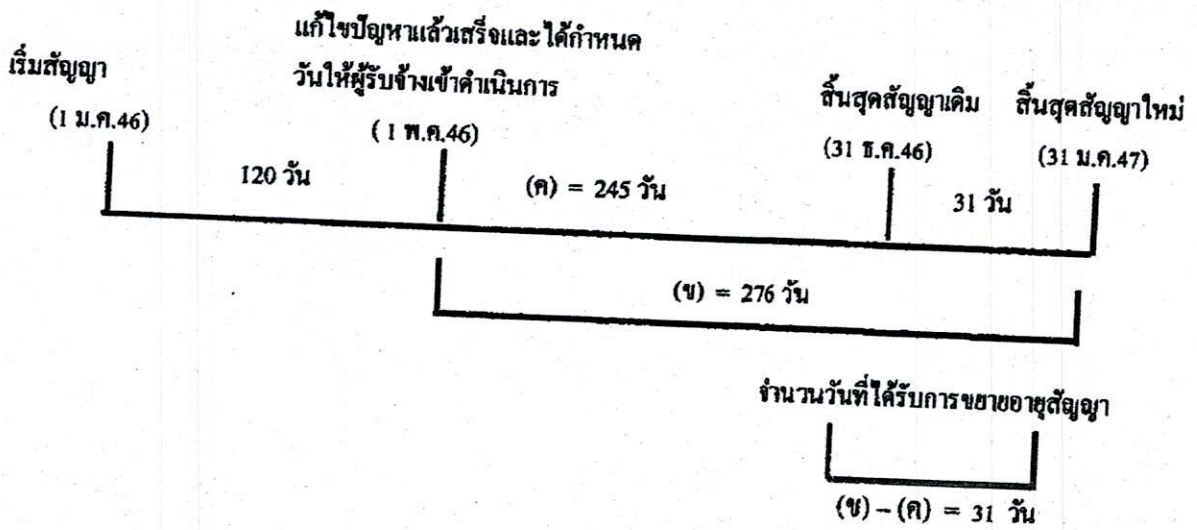 แก้ไขปัญหาแล้วเสร็จและได้กำหนด
เริ่มสัญญา
วันให้ผู้รับจ้างเข้าดำเนินการ
สิ้นสุดสัญญาเดิม สิ้นสุดสัญญาใหม่
(1 ม.ค.46)
( 1 พ.ค.46)
(31 ธ.ค.46)
(31 ม.ค.47)
120 วัน
(ค) = 245 วัน
31 วัน
(ข) = 276 วัน
จำนวนวันที่ได้รับการขยายอายุสัญญา
(ข) – (ค) = 31 วัน